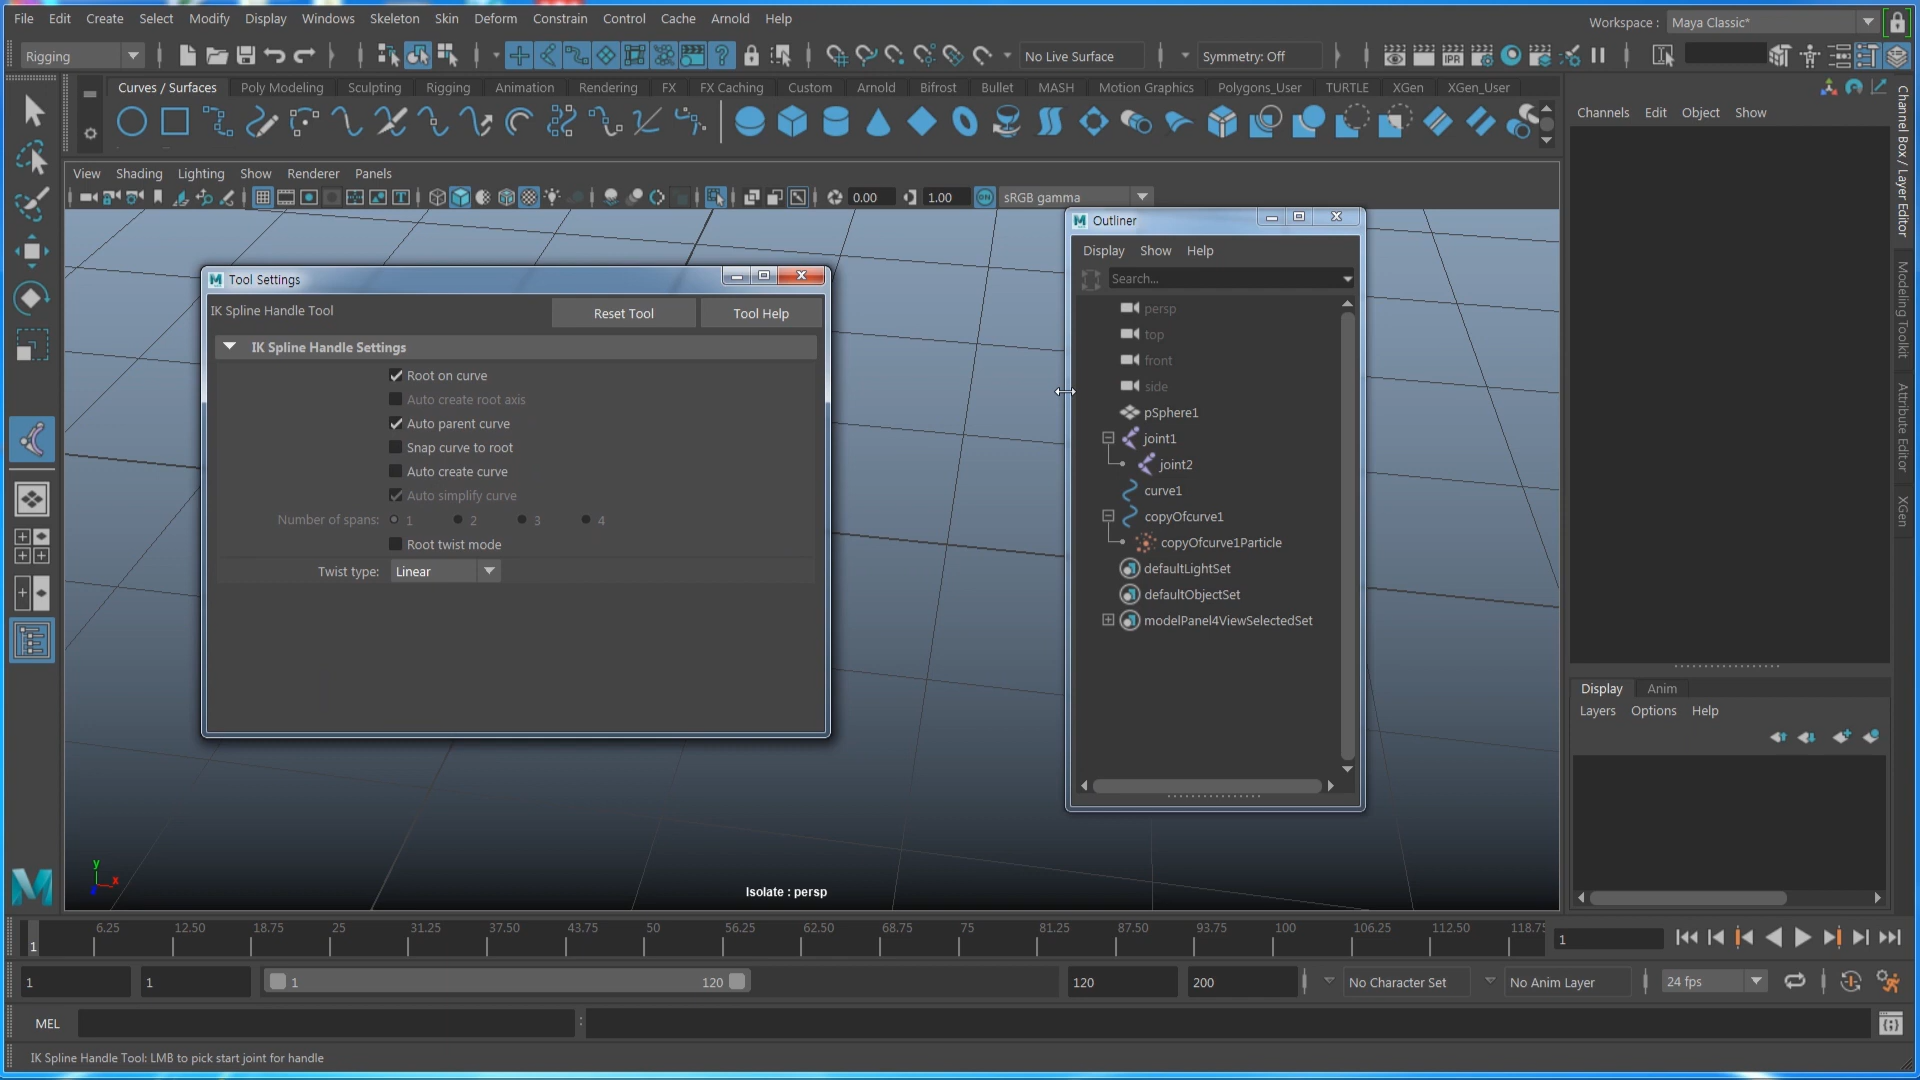 File Edit Create Select Modify Display Windows Skeleton Skin Deform Constrain Control Cache Arnold Help
Workspace : Maya Classic*
Rigging
No Live Surface
Symmetry: Off
IPR
Curves / Surfaces Poly Modeling Sculpting Rigging Animation Rendering FX FX Caching Custom Arnold Bifrost Bullet MASH Motion Graphics Polygons_User TURTLE XGen XGen_User
Channels Edit Object Show
View Shading Lighting Show Renderer Panels
0.00 1.00 ON sRGB gamma
Channel Box / Layer Editor
Modeling Toolkit
Attribute Editor
XGen
Tool Settings
IK Spline Handle Tool
Reset Tool
Tool Help
IK Spline Handle Settings
Root on curve
Auto create root axis
Auto parent curve
Snap curve to root
Auto create curve
Auto simplify curve
Number of spans: 1 2 3 4
Root twist mode
Twist type: Linear
Outliner
Display Show Help
Search...
persp
top
front
side
pSphere1
joint1
joint2
curve1
copyOfcurve1
copyOfcurve1Particle
defaultLightSet
defaultObjectSet
modelPanel4ViewSelectedSet
y
x
Isolate : persp
Display Anim
Layers Options Help
1 6.25 12.50 18.75 25 31.25 37.50 43.75 50 56.25 62.50 68.75 75 81.25 87.50 93.75 100 106.25 112.50 118.75
1
1 1 1 120 120 200 No Character Set No Anim Layer 24 fps
MEL :
IK Spline Handle Tool: LMB to pick start joint for handle